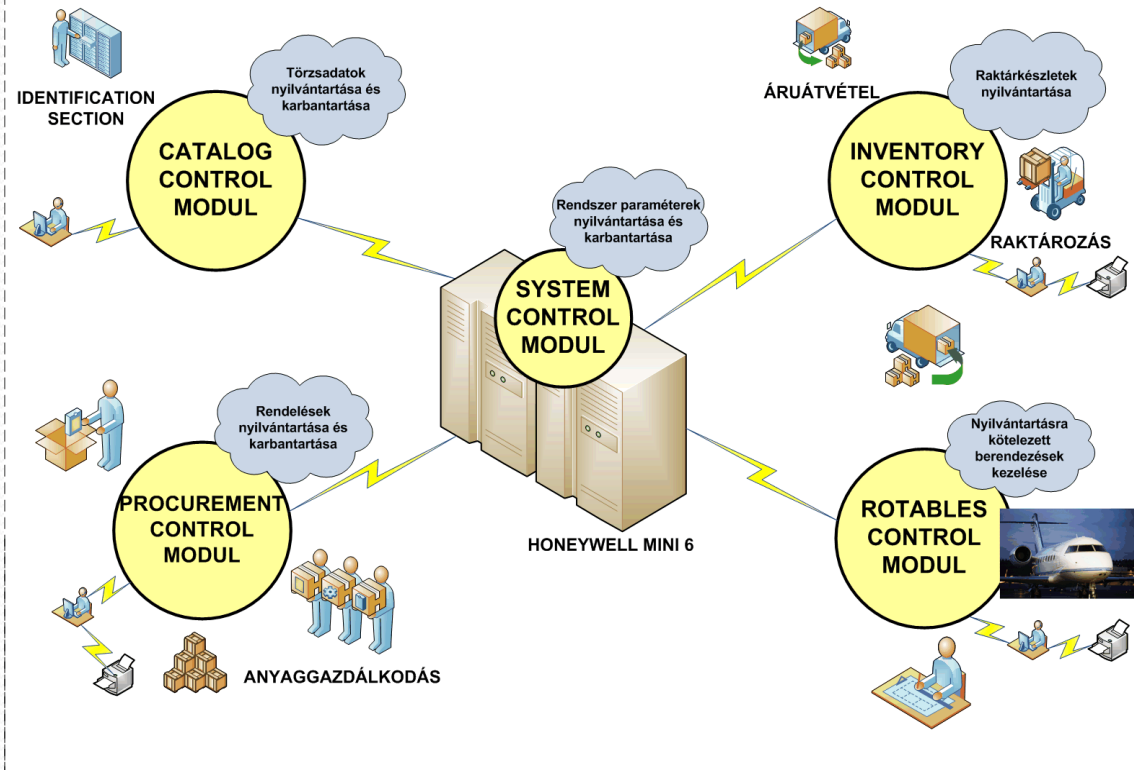 IDENTIFICATION
SECTION
Törzsadatok
nyilvántartása és
karbantartása
CATALOG
CONTROL
MODUL
ÁRUÁTVÉTEL
Raktárkészletek
nyilvántartása
INVENTORY
CONTROL
MODUL
RAKTÁROZÁS
Rendszer paraméterek
nyilvántartása és
karbantartása
SYSTEM
CONTROL
MODUL
HONEYWELL MINI 6
Rendelések
nyilvántartása és
karbantartása
PROCUREMENT
CONTROL
MODUL
ANYAGGAZDÁLKODÁS
Nyilvántartásra
kötelezett
berendezések
kezelése
ROTABLES
CONTROL
MODUL